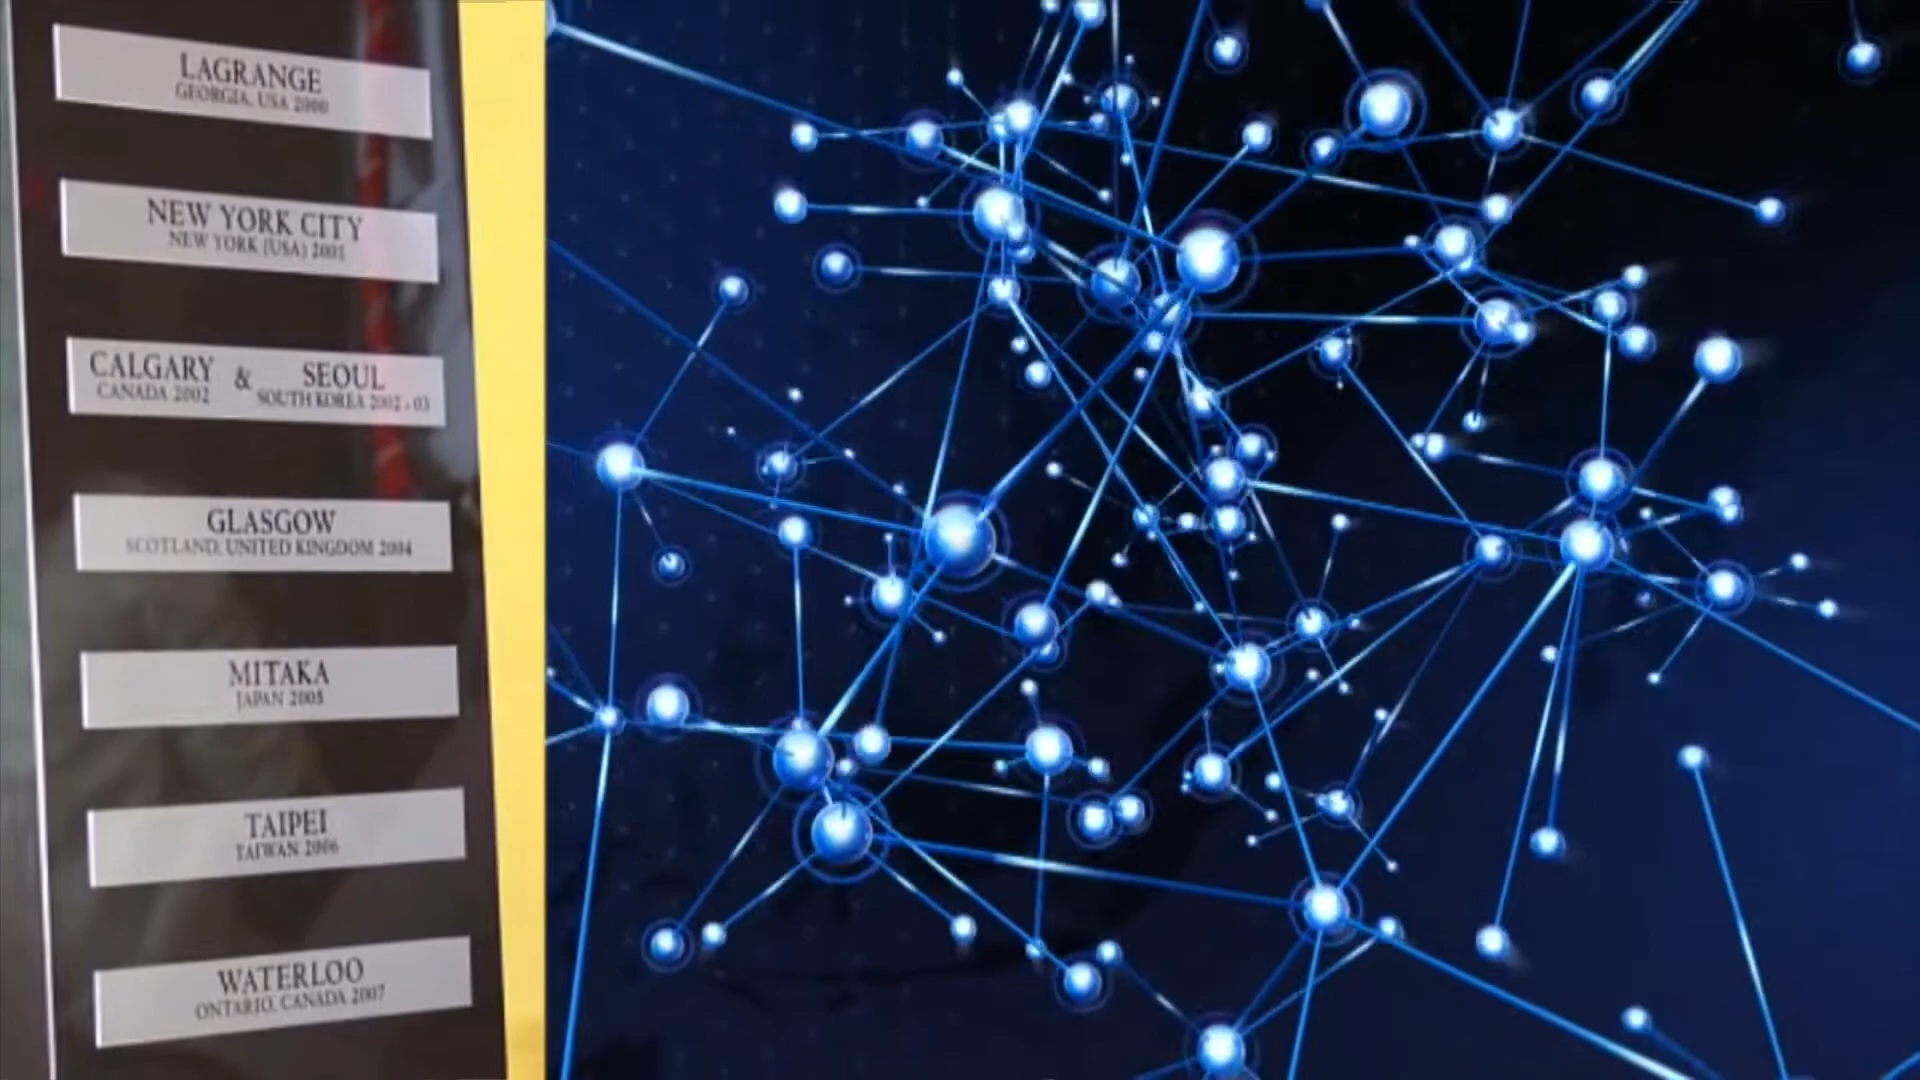 LAGRANGE
GEORGIA, USA 2000
NEW YORK CITY
NEW YORK (USA) 2001
CALGARY & SEOUL
CANADA 2002 SOUTH KOREA 2002 - 03
GLASGOW
SCOTLAND, UNITED KINGDOM 2004
MITAKA
JAPAN 2005
TAIPEI
TAIWAN 2006
WATERLOO
ONTARIO, CANADA 2007